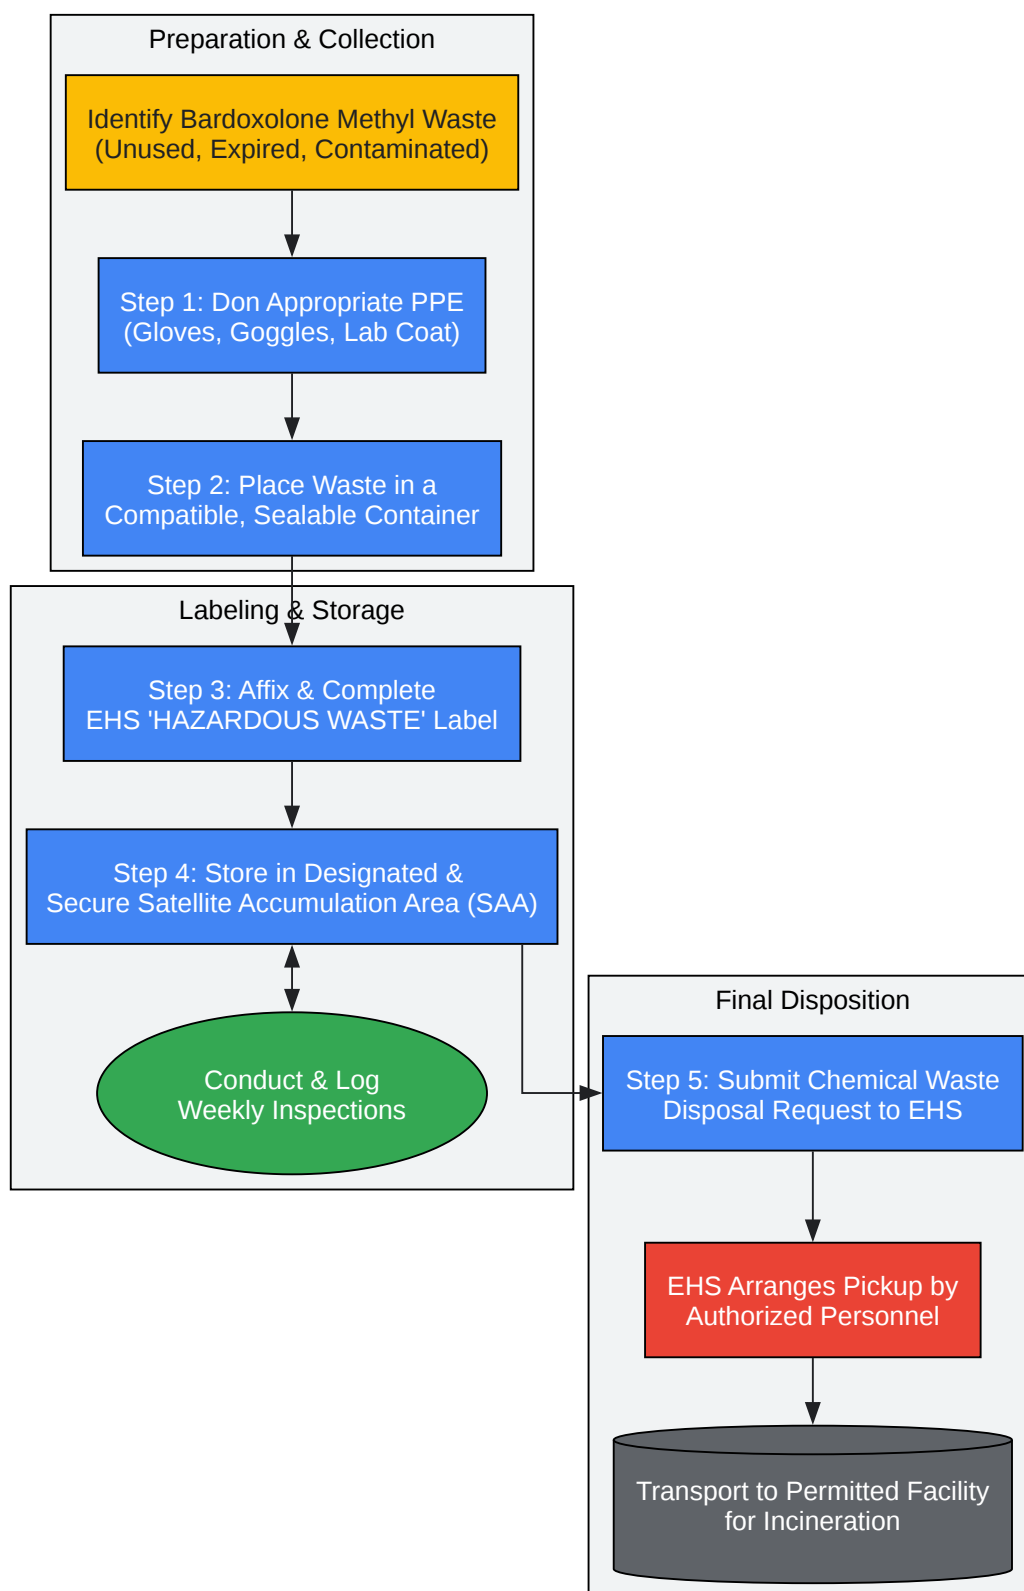 Preparation & Collection
Identify Bardoxolone Methyl Waste
(Unused, Expired, Contaminated)
Step 1: Don Appropriate PPE
(Gloves, Goggles, Lab Coat)
Step 2: Place Waste in a
Compatible, Sealable Container
Labeling & Storage
Step 3: Affix & Complete
EHS 'HAZARDOUS WASTE' Label
Step 4: Store in Designated &
Secure Satellite Accumulation Area (SAA)
Conduct & Log
Weekly Inspections
Final Disposition
Step 5: Submit Chemical Waste
Disposal Request to EHS
EHS Arranges Pickup by
Authorized Personnel
Transport to Permitted Facility
for Incineration